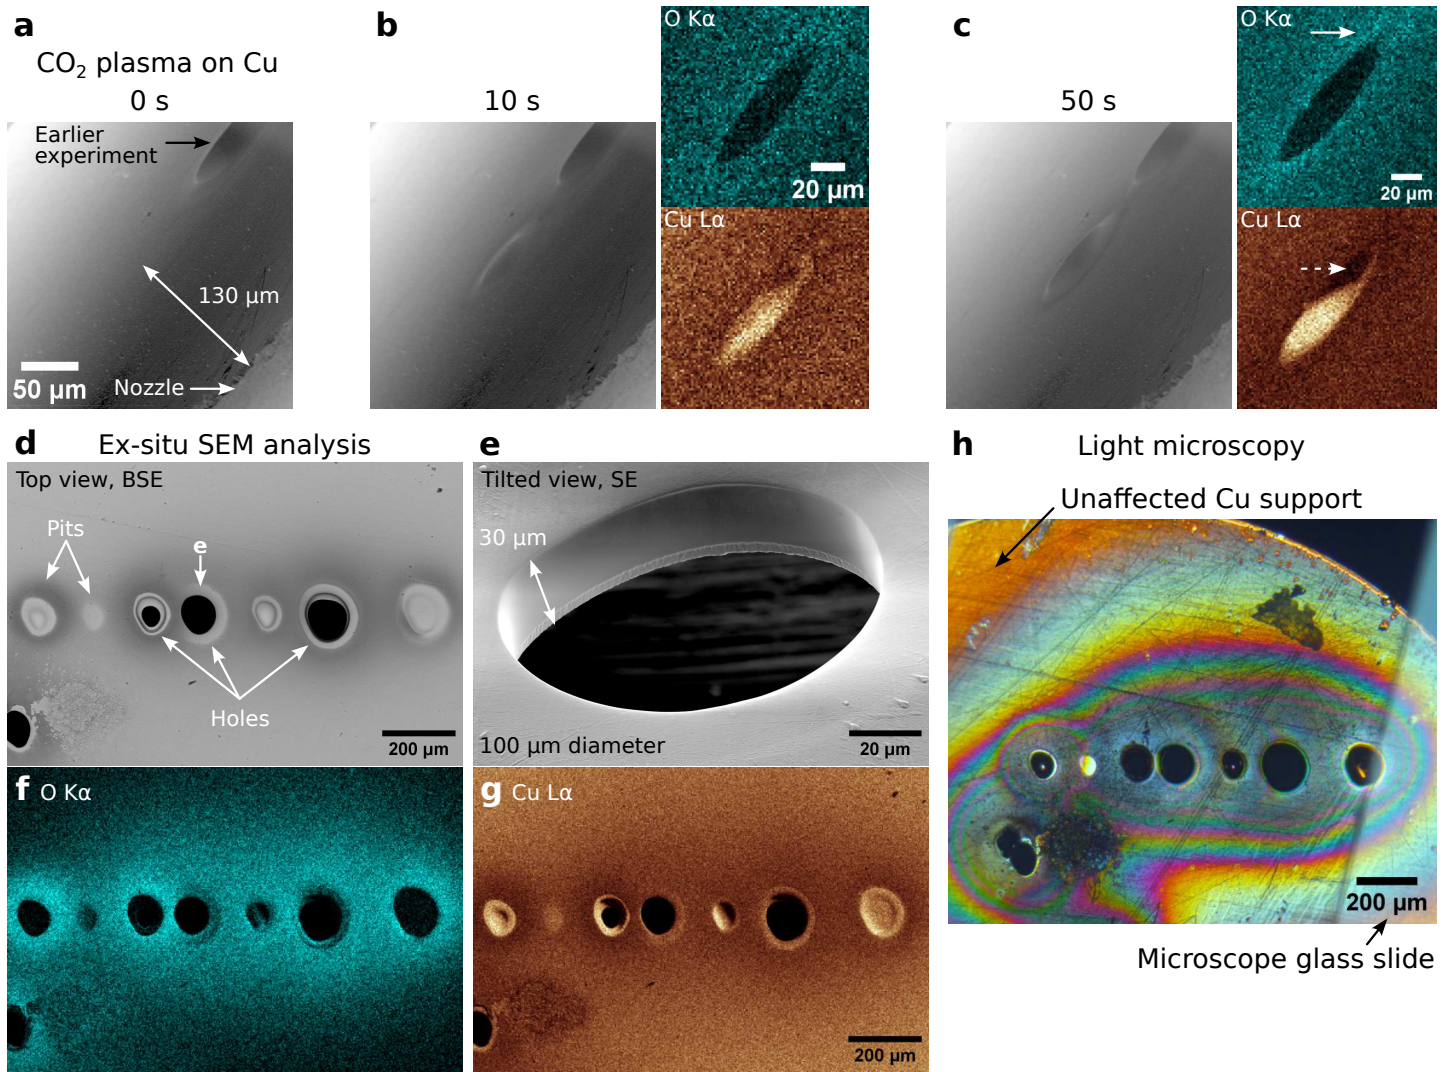 a
CO₂ plasma on Cu
0 s
Earlier
experiment
130 µm
50 µm
Nozzle
b
10 s
O Kα
20 µm
Cu Lα
c
50 s
O Kα
20 µm
Cu Lα
d
Ex-situ SEM analysis
Top view, BSE
Pits
e
Holes
200 µm
e
Tilted view, SE
30 µm
100 µm diameter
20 µm
f O Kα
g Cu Lα
200 µm
h
Light microscopy
Unaffected Cu support
200 µm
Microscope glass slide